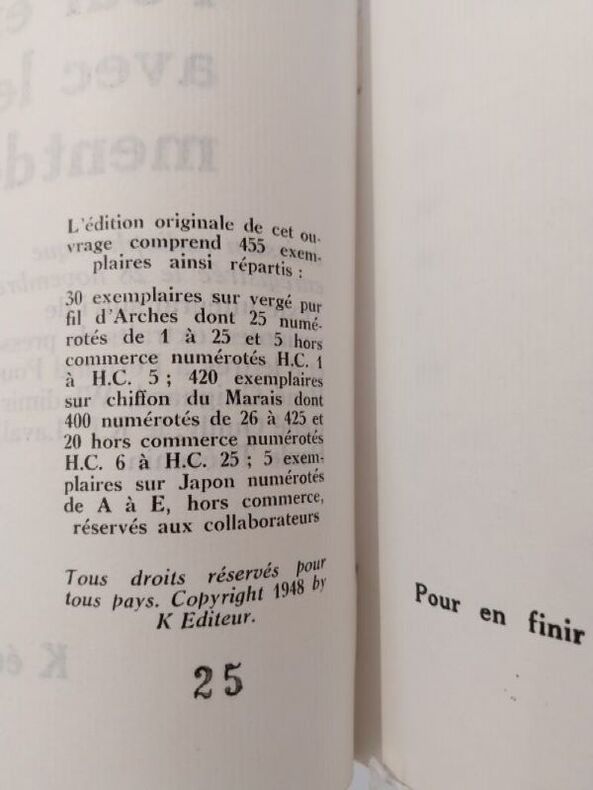 L'édition originale de cet ou-
vrage comprend 455 exem-
plaires ainsi répartis :
30 exemplaires sur vergé pur
fil d'Arches dont 25 numé-
rotés de 1 à 25 et 5 hors
commerce numérotés H.C. 1
à H.C. 5 ; 420 exemplaires
sur chiffon du Marais dont
400 numérotés de 26 à 425 et
20 hors commerce numérotés
H.C. 6 à H.C. 25 ; 5 exem-
plaires sur Japon numérotés
de A à E, hors commerce,
réservés aux collaborateurs
Tous droits réservés pour
tous pays. Copyright 1948 by
K Editeur.
25
Pour en finir